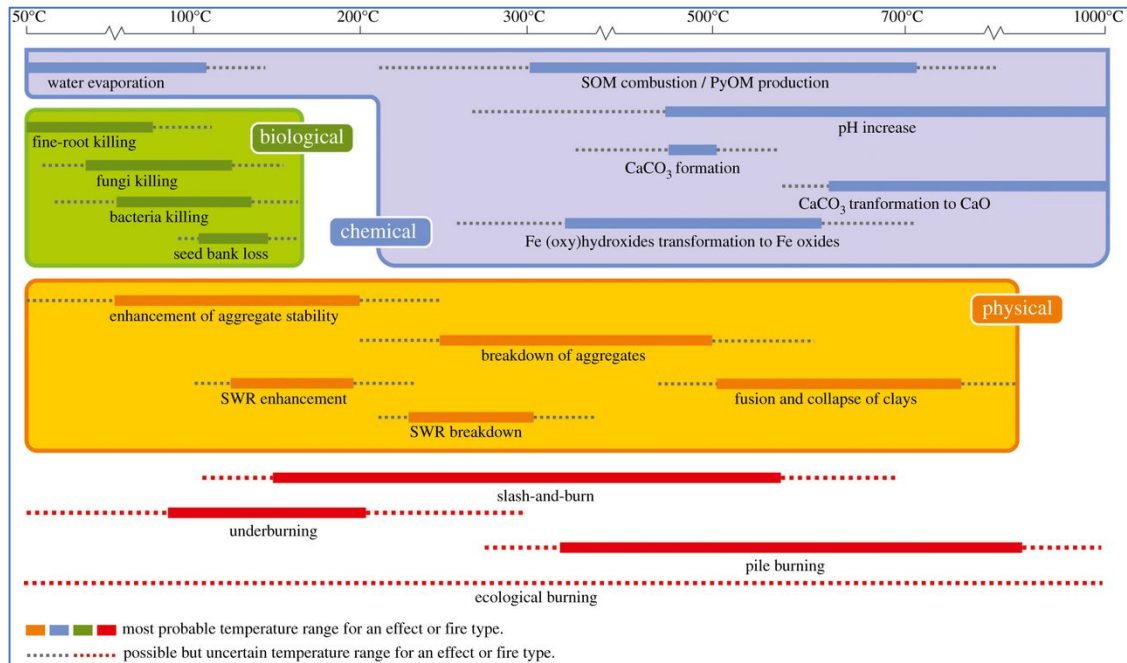 50°C 100°C 200°C 300°C 500°C 700°C 1000°C
water evaporation
SOM combustion / PyOM production
pH increase
biological
fine-root killing
fungi killing
CaCO3 formation
bacteria killing
CaCO3 tranformation to CaO
chemical
seed bank loss
Fe (oxy)hydroxides transformation to Fe oxides
physical
enhancement of aggregate stability
breakdown of aggregates
SWR enhancement
fusion and collapse of clays
SWR breakdown
slash-and-burn
underburning
pile burning
ecological burning
most probable temperature range for an effect or fire type.
possible but uncertain temperature range for an effect or fire type.